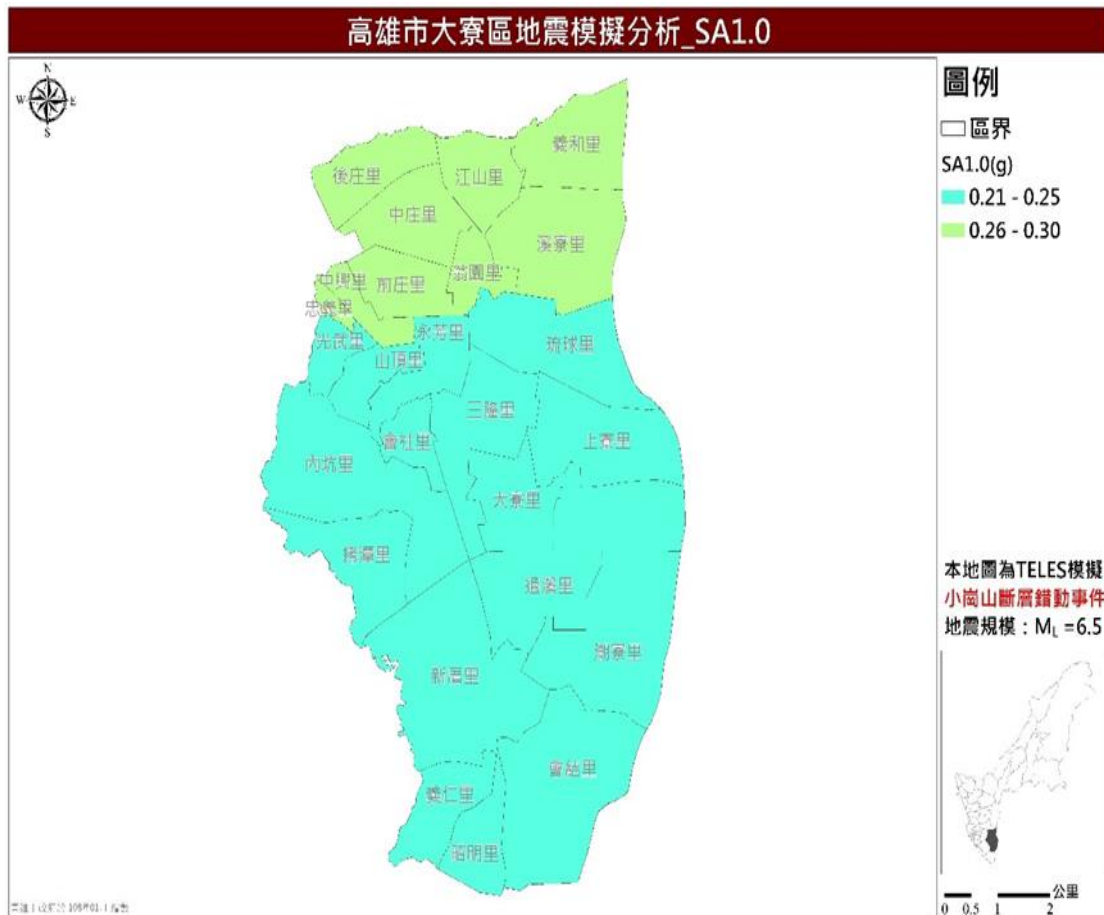 高雄市大寮區地震模擬分析_SA1.0
N
W
E
S
圖例
區界
SA1.0(g)
0.21 - 0.25
0.26 - 0.30
義和里
後庄里
江山里
中庄里
溪寮里
翁園里
中興里
前庄里
忠義里
光武里
永芳里
山頂里
琉球里
三隆里
會社里
上寮里
內坑里
大寮里
拷潭里
過溪里
潮寮里
新厝里
會結里
義仁里
昭明里
本地圖為TELES模擬
小崗山斷層錯動事件
地震規模：M_L =6.5
公里
0 0.5 1 2